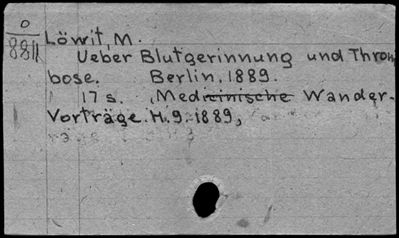 0
8811
Löwit, M.
Ueber Blutgerinnung und Throm
bose. Berlin, 1889.
17 s. Medicinische Wander-
Vorträge. H. 9. 1889,